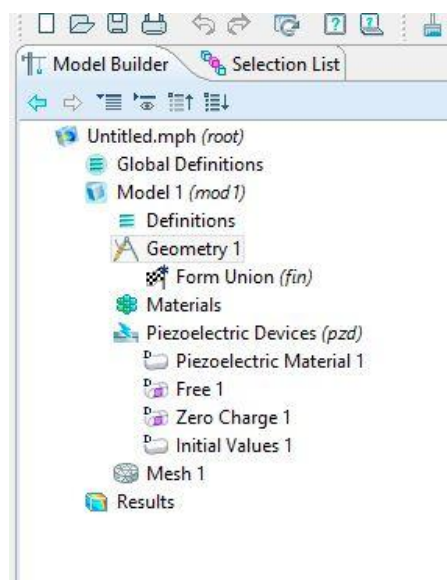 Model Builder Selection List
Untitled.mph (root)
Global Definitions
Model 1 (mod1)
Definitions
Geometry 1
Form Union (fin)
Materials
Piezoelectric Devices (pzd)
D Piezoelectric Material 1
D Free 1
D Zero Charge 1
D Initial Values 1
Mesh 1
Results